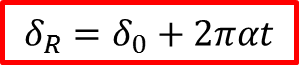 δ_R = δ_0 + 2παt